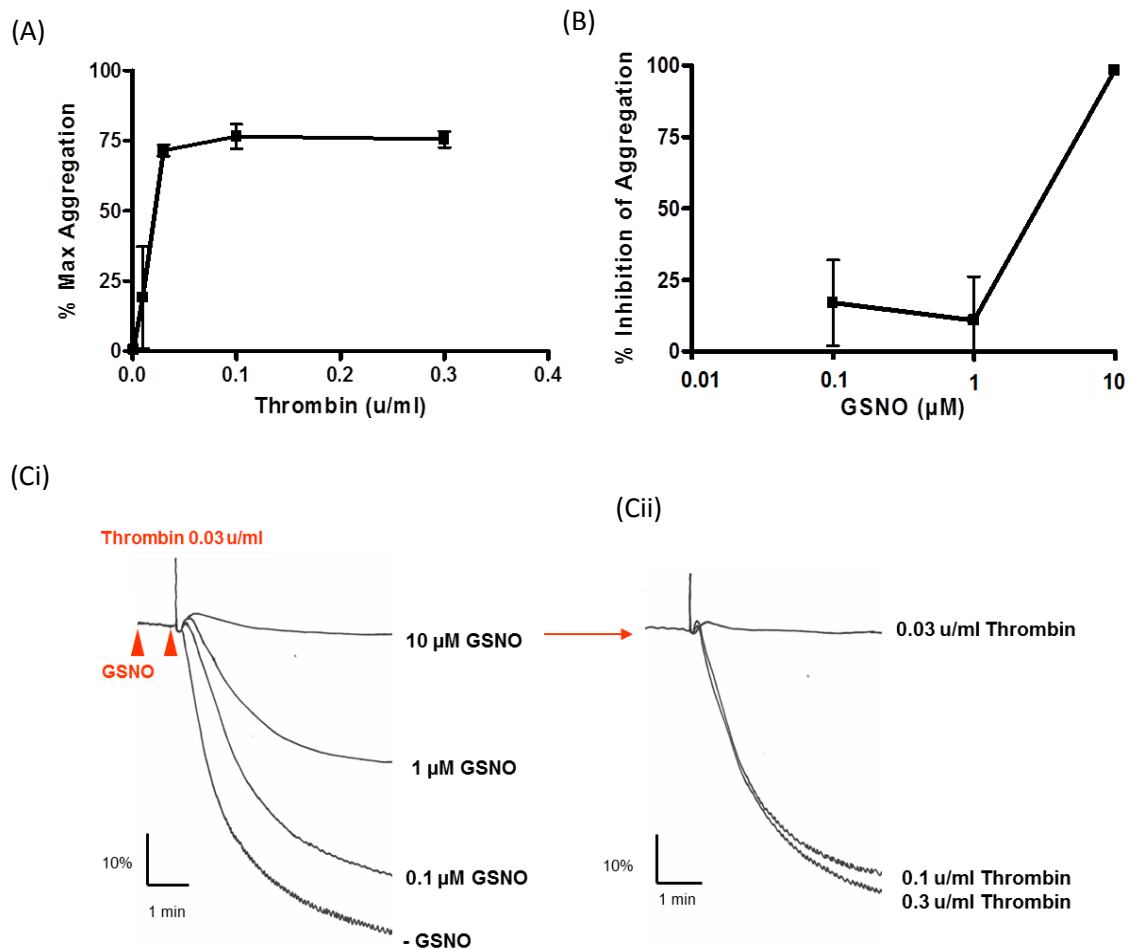 (A)
% Max Aggregation
100
75
50
25
0
0.0 0.1 0.2 0.3 0.4
Thrombin (u/ml)
(B)
% Inhibition of Aggregation
100
75
50
25
0
0.01 0.1 1 10
GSNO (µM)
(Ci)
Thrombin 0.03 u/ml
GSNO
10 µM GSNO
1 µM GSNO
0.1 µM GSNO
- GSNO
10%
1 min
(Cii)
0.03 u/ml Thrombin
0.1 u/ml Thrombin
0.3 u/ml Thrombin
10%
1 min